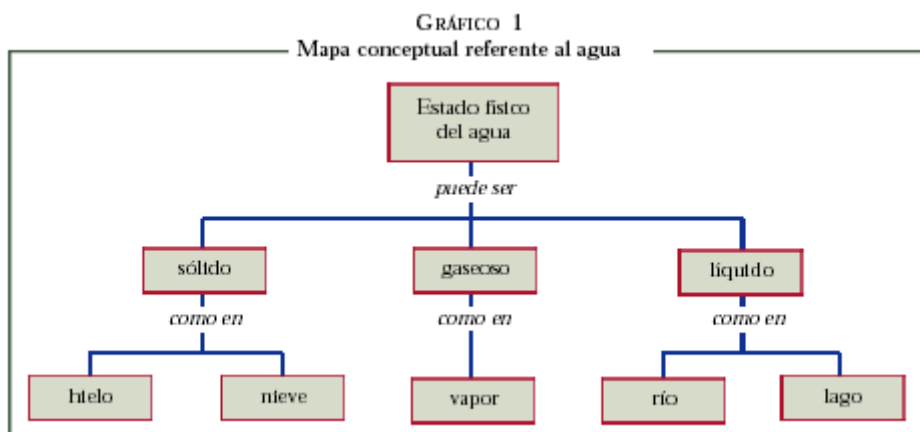 GRÁFICO 1
Mapa conceptual referente al agua
Estado físico
del agua
puede ser
sólido
gaseoso
líquido
como en
como en
como en
hielo
nieve
vapor
río
lago